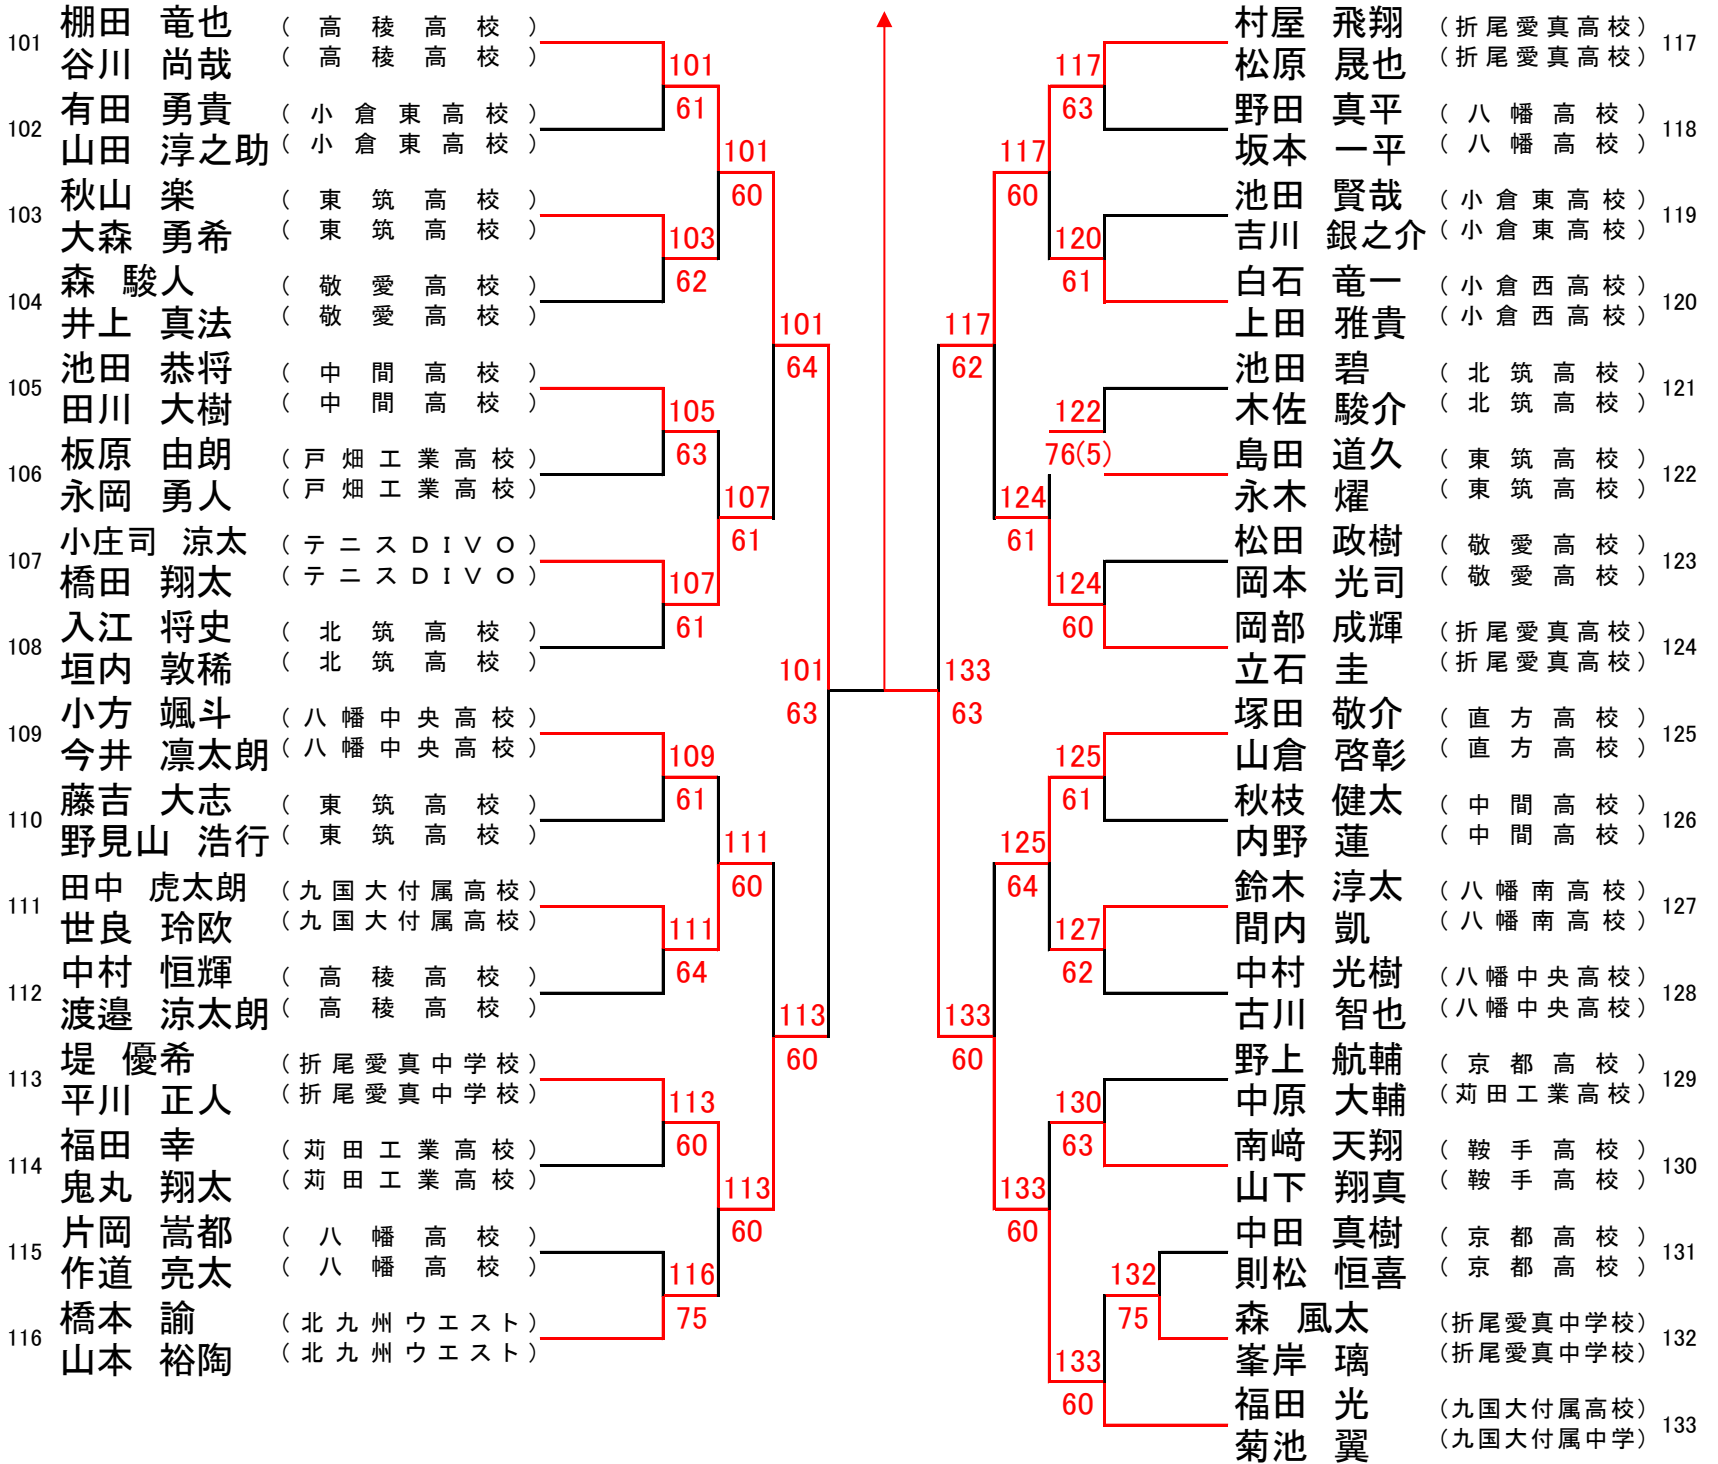 101 棚田 竜也 (高稜高校)
谷川 尚哉 (高稜高校)
102 有田 勇貴 (小倉東高校)
山田 淳之助 (小倉東高校)
103 秋山 楽 (東筑高校)
大森 勇希 (東筑高校)
104 森 駿人 (敬愛高校)
井上 真法 (敬愛高校)
105 池田 恭将 (中間高校)
田川 大樹 (中間高校)
106 板原 由朗 (戸畑工業高校)
永岡 勇人 (戸畑工業高校)
107 小庄司 涼太 (テニスDIVO)
橋田 翔太 (テニスDIVO)
108 入江 将史 (北筑高校)
垣内 敦稀 (北筑高校)
109 小方 颯斗 (八幡中央高校)
今井 凛太朗 (八幡中央高校)
110 藤吉 大志 (東筑高校)
野見山 浩行 (東筑高校)
111 田中 虎太朗 (九国大付属高校)
世良 玲欧 (九国大付属高校)
112 中村 恒輝 (高稜高校)
渡邉 涼太朗 (高稜高校)
113 堤 優希 (折尾愛真中学校)
平川 正人 (折尾愛真中学校)
114 福田 幸 (苅田工業高校)
鬼丸 翔太 (苅田工業高校)
115 片岡 嵩都 (八幡高校)
作道 亮太 (八幡高校)
116 橋本 諭 (北九州ウエスト)
山本 裕陶 (北九州ウエスト)
101
61
103
62
105
63
107
61
109
61
111
64
113
60
116
75
101
60
107
61
111
60
113
60
101
64
113
60
101
63
133
63
117
62
133
60
117
60
124
61
125
64
133
60
117
63
120
61
122
76(5)
124
60
125
61
127
62
130
63
133
60
132
75
村屋 飛翔 (折尾愛真高校) 117
松原 晟也 (折尾愛真高校)
野田 真平 (八幡高校) 118
坂本 一平 (八幡高校)
池田 賢哉 (小倉東高校) 119
吉川 銀之介 (小倉東高校)
白石 竜一 (小倉西高校) 120
上田 雅貴 (小倉西高校)
池田 碧 (北筑高校) 121
木佐 駿介 (北筑高校)
島田 道久 (東筑高校) 122
永木 燿 (東筑高校)
松田 政樹 (敬愛高校) 123
岡本 光司 (敬愛高校)
岡部 成輝 (折尾愛真高校) 124
立石 圭 (折尾愛真高校)
塚田 敬介 (直方高校) 125
山倉 啓彰 (直方高校)
秋枝 健太 (中間高校) 126
内野 蓮 (中間高校)
鈴木 淳太 (八幡南高校) 127
間内 凱 (八幡南高校)
中村 光樹 (八幡中央高校) 128
古川 智也 (八幡中央高校)
野上 航輔 (京都高校) 129
中原 大輔 (苅田工業高校)
南﨑 天翔 (鞍手高校) 130
山下 翔真 (鞍手高校)
中田 真樹 (京都高校) 131
則松 恒喜 (京都高校)
森 風太 (折尾愛真中学校) 132
峯岸 璃 (折尾愛真中学校)
福田 光 (九国大付属高校) 133
菊池 翼 (九国大付属中学)